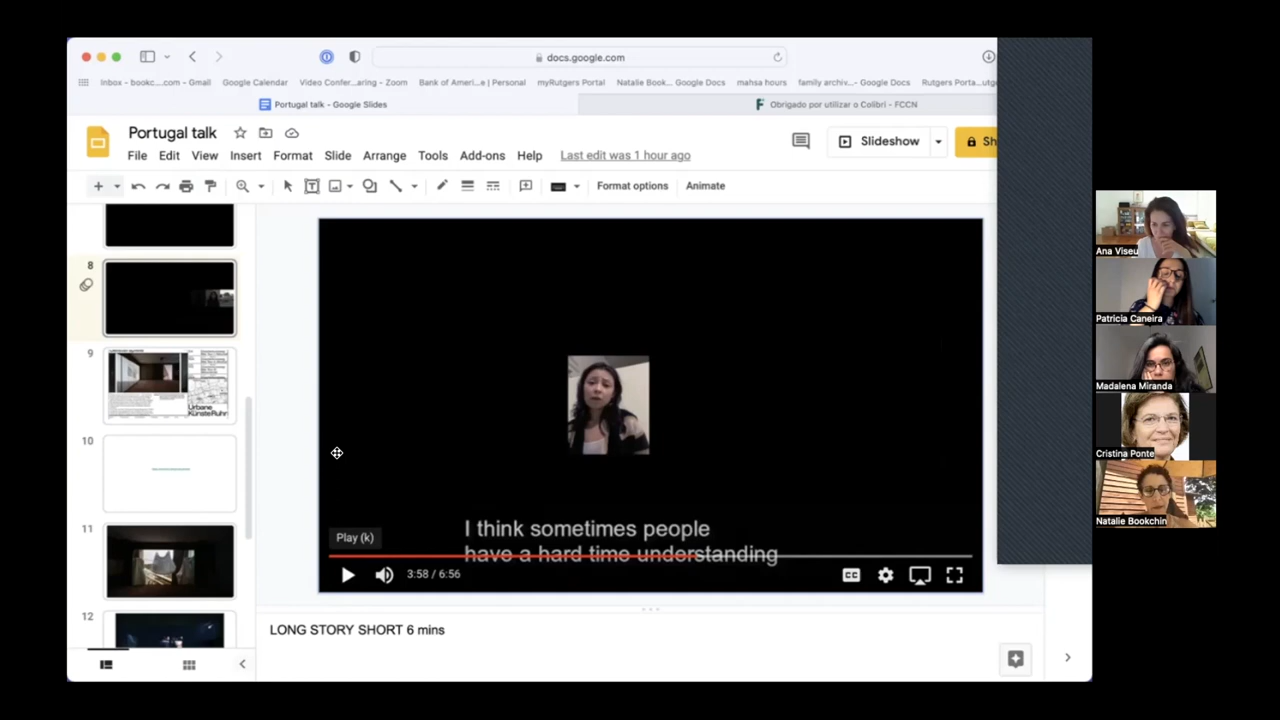 docs.google.com
Inbox - bookc....com - Gmail
Google Calendar
Video Confer...aring - Zoom
Bank of Ameri...e | Personal
myRutgers Portal
Natalie Book... Google Docs
mahsa hours
family archiv...- Google Docs
Rutgers Porta...utge
Portugal talk - Google Slides
Obrigado por utilizar o Colibri - FCCN
Portugal talk
File Edit View Insert Format Slide Arrange Tools Add-ons Help Last edit was 1 hour ago
Slideshow
Sh
Format options
Animate
8
9
Urbane
Künste Ruhr
10
11
12
I think sometimes people
have a hard time understanding
Play (k)
3:58 / 6:56
CC
LONG STORY SHORT 6 mins
Ana Viseu
Patricia Caneira
Madalena Miranda
Cristina Ponte
Natalie Bookchin